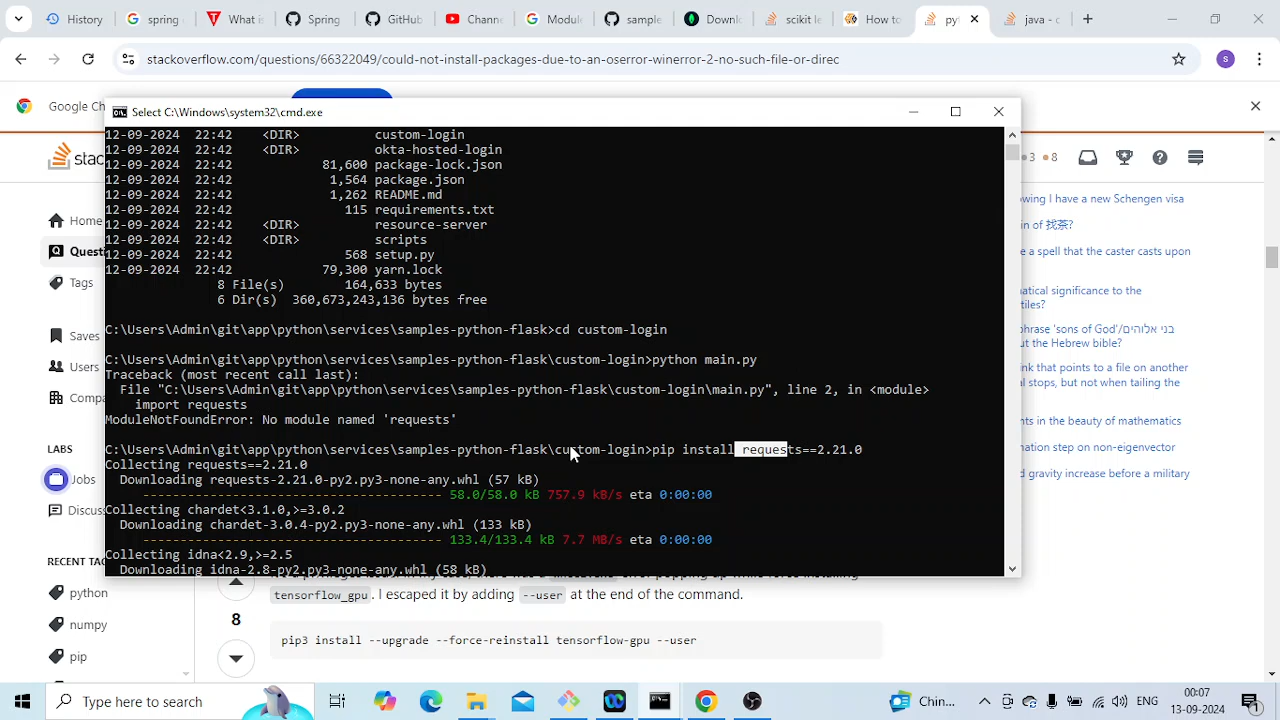 History
spring
What is
Spring
GitHub
Chann
Module
sample
Downl
scikit le
How to
py
java - c
stackoverflow.com/questions/66322049/could-not-install-packages-due-to-an-oserror-winerror-2-no-such-file-or-direc
S
Google Ch
Select C:\Windows\system32\cmd.exe
12-09-2024 22:42 <DIR> custom-login
12-09-2024 22:42 <DIR> okta-hosted-login
12-09-2024 22:42 81,600 package-lock.json
12-09-2024 22:42 1,564 package.json
12-09-2024 22:42 1,262 README.md
12-09-2024 22:42 115 requirements.txt
12-09-2024 22:42 <DIR> resource-server
12-09-2024 22:42 <DIR> scripts
12-09-2024 22:42 568 setup.py
12-09-2024 22:42 79,300 yarn.lock
8 File(s) 164,633 bytes
6 Dir(s) 360,673,243,136 bytes free
C:\Users\Admin\git\app\python\services\samples-python-flask>cd custom-login
C:\Users\Admin\git\app\python\services\samples-python-flask\custom-login>python main.py
Traceback (most recent call last):
File "C:\Users\Admin\git\app\python\services\samples-python-flask\custom-login\main.py", line 2, in <module>
import requests
ModuleNotFoundError: No module named 'requests'
C:\Users\Admin\git\app\python\services\samples-python-flask\custom-login>pip install requests==2.21.0
Collecting requests==2.21.0
Downloading requests-2.21.0-py2.py3-none-any.whl (57 kB)
---------------------------------------- 58.0/58.0 kB 757.9 kB/s eta 0:00:00
Collecting chardet<3.1.0,>=3.0.2
Downloading chardet-3.0.4-py2.py3-none-any.whl (133 kB)
---------------------------------------- 133.4/133.4 kB 7.7 MB/s eta 0:00:00
Collecting idna<2.9,>=2.5
Downloading idna-2.8-py2.py3-none-any.whl (58 kB)
stac
3 8
Home
Quest
Tags
Saves
Users
Compa
LABS
Jobs
Discuss
RECENT TAG
python
numpy
pip
owing I have a new Schengen visa
in of 找茶?
e a spell that the caster casts upon
atical significance to the
tiles?
phrase 'sons of God'/בני אלוהים
ut the Hebrew bible?
nk that points to a file on another
al stops, but not when tailing the
nts in the beauty of mathematics
nation step on non-eigenvector
d gravity increase before a military
tensorflow_gpu. I escaped it by adding --user at the end of the command.
8
pip3 install --upgrade --force-reinstall tensorflow-gpu --user
Type here to search
Chin...
ENG
00:07
13-09-2024
1